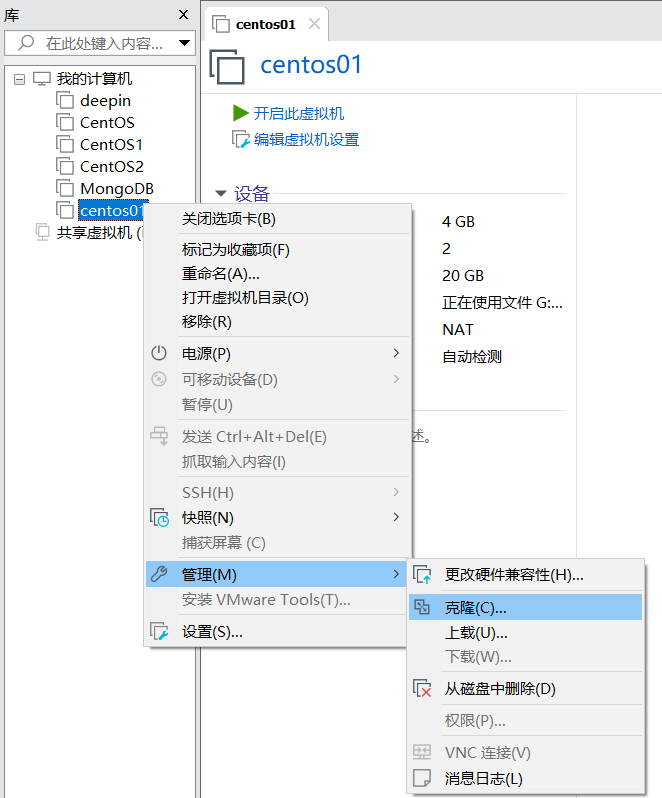 库
在此处键入内容...
我的计算机
deepin
CentOS
CentOS1
CentOS2
MongoDB
centos01
共享虚拟机
centos01
centos01
开启此虚拟机
编辑虚拟机设置
设备
4 GB
2
20 GB
正在使用文件 G:...
NAT
自动检测
述。
关闭选项卡(B)
标记为收藏项(F)
重命名(A)...
打开虚拟机目录(O)
移除(R)
电源(P)
可移动设备(D)
暂停(U)
发送 Ctrl+Alt+Del(E)
抓取输入内容(I)
SSH(H)
快照(N)
捕获屏幕 (C)
管理(M)
安装 VMware Tools(T)...
设置(S)...
更改硬件兼容性(H)...
克隆(C)...
上载(U)...
下载(W)...
从磁盘中删除(D)
权限(P)...
VNC 连接(V)
消息日志(L)